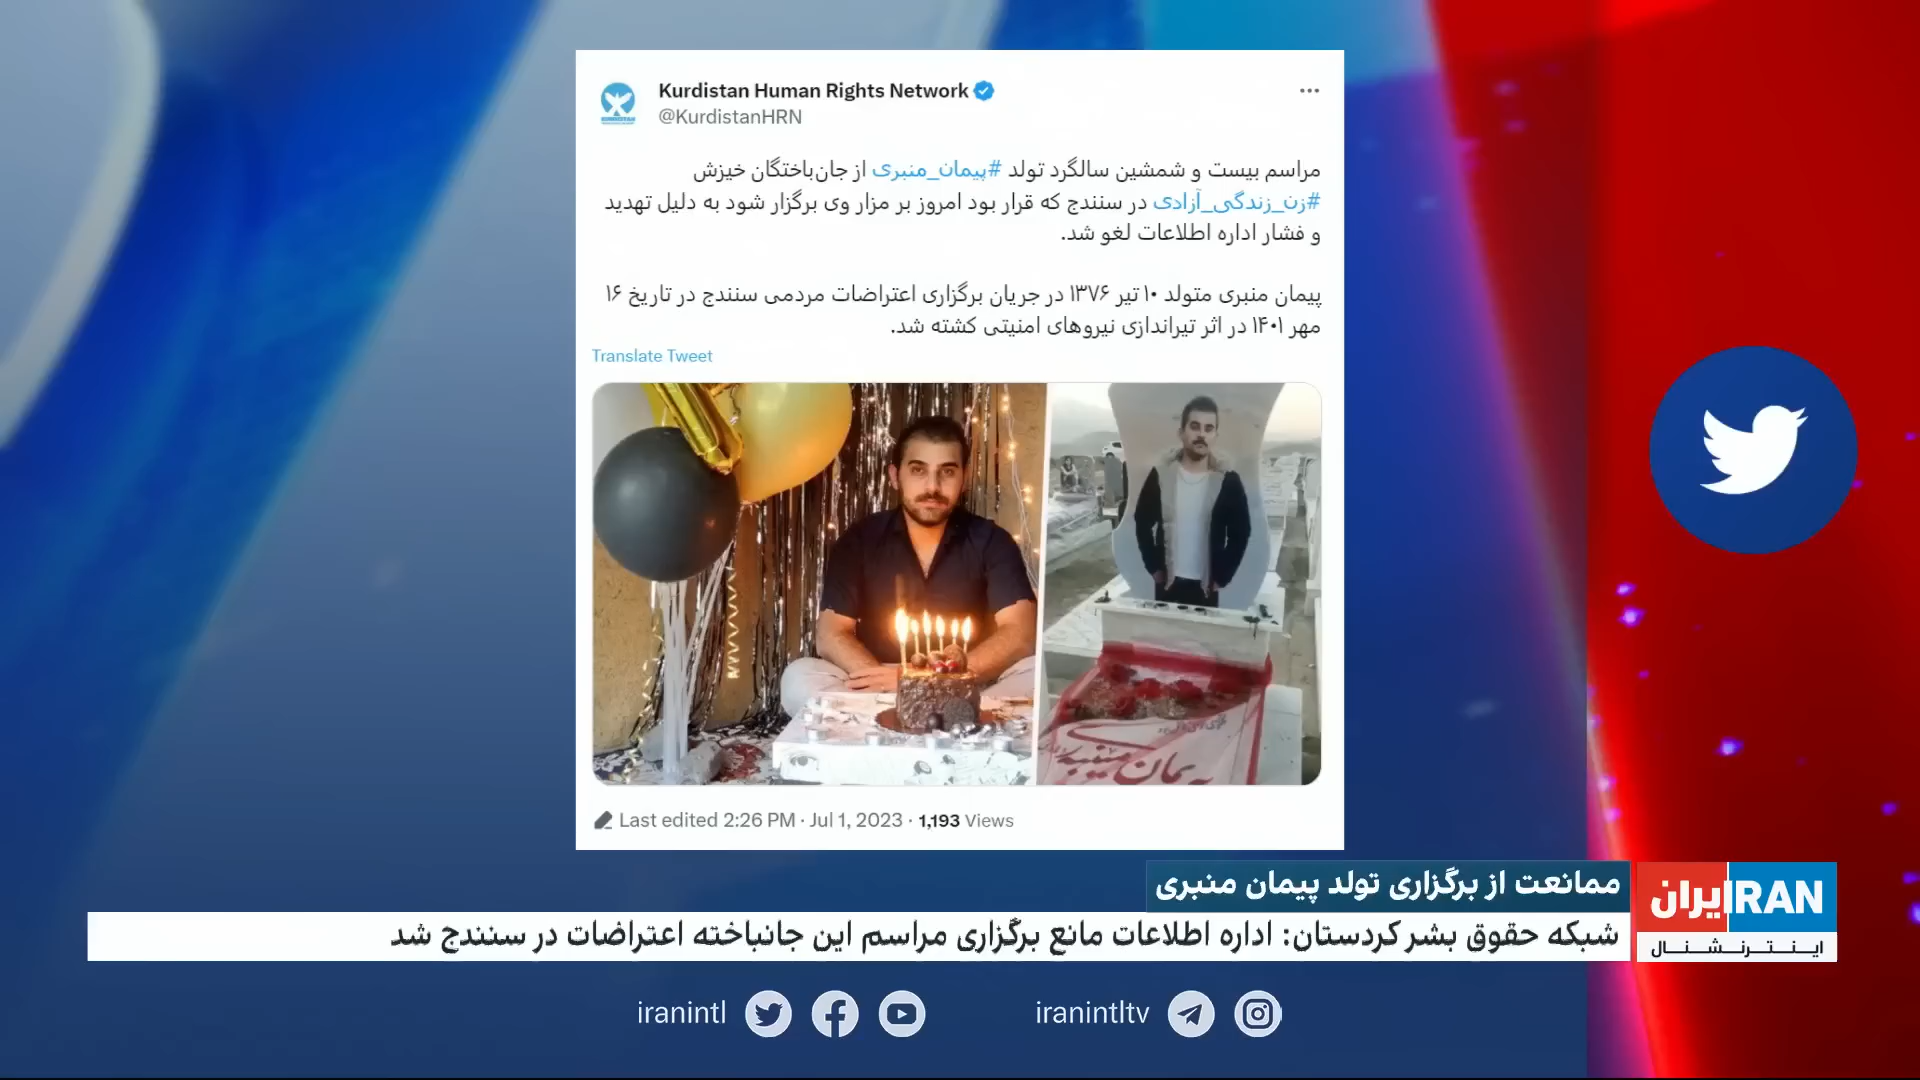 Kurdistan Human Rights Network
@KurdistanHRN
مراسم بیست و شمشین سالگرد تولد #پیمان_منبری از جان‌باختگان خیزش
#زن_زندگی_آزادی در سنندج که قرار بود امروز بر مزار وی برگزار شود به دلیل تهدید
و فشار اداره اطلاعات لغو شد.
پیمان منبری متولد ۱۰ تیر ۱۳۷۶ در جریان برگزاری اعتراضات مردمی سنندج در تاریخ ۱۶
مهر ۱۴۰۱ در اثر تیراندازی نیروهای امنیتی کشته شد.
Translate Tweet
Last edited 2:26 PM · Jul 1, 2023 · 1,193 Views
ممانعت از برگزاری تولد پیمان منبری
شبکه حقوق بشر کردستان: اداره اطلاعات مانع برگزاری مراسم این جانباخته اعتراضات در سنندج شد
ایران IRAN
اینترنشنال
iranintl
iranintltv